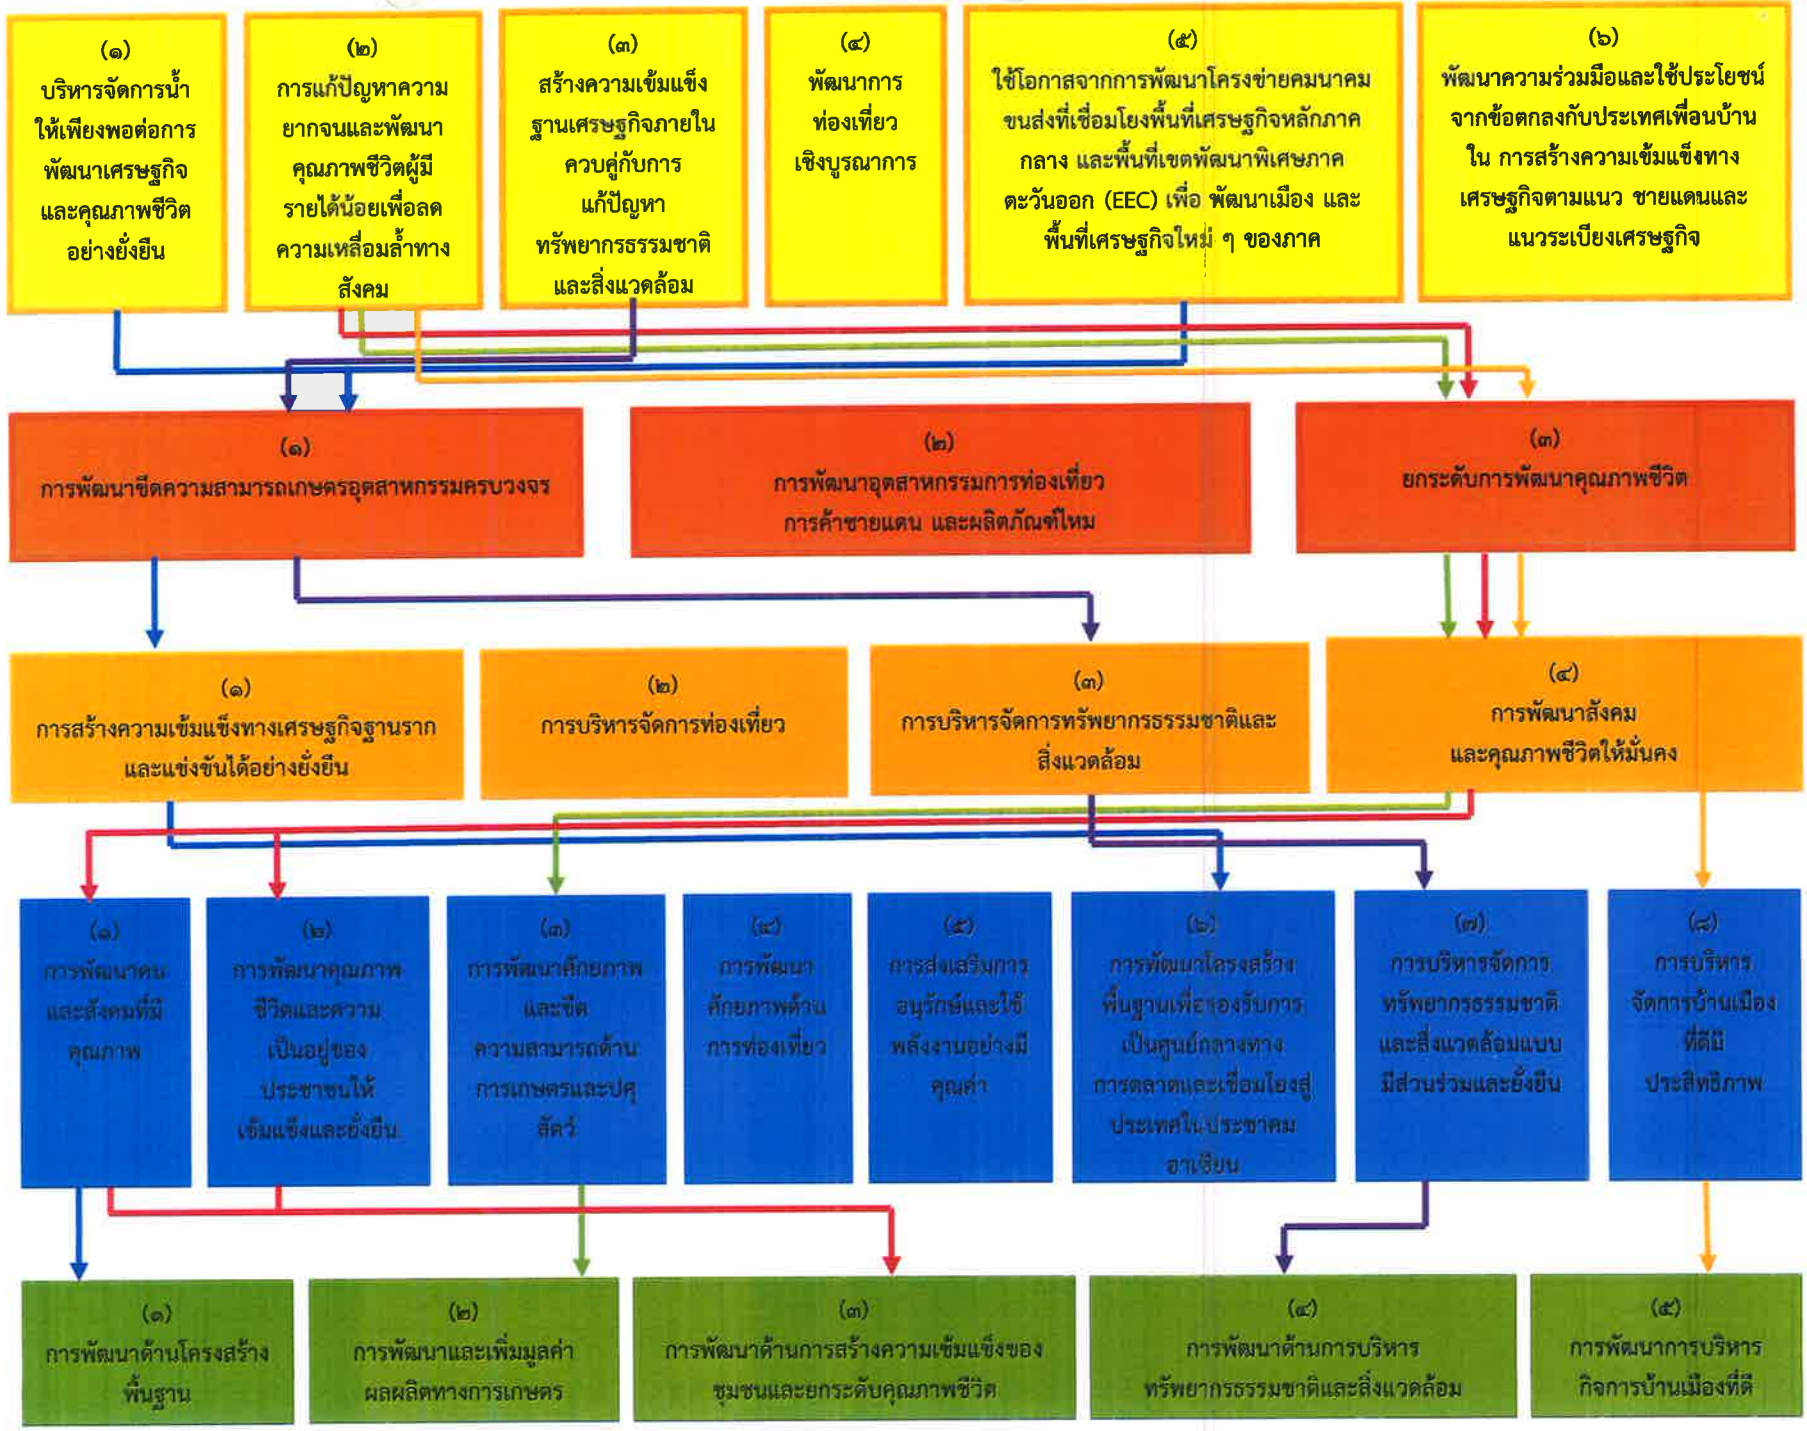 (๑)
บริหารจัดการน้ำ
ให้เพียงพอต่อการ
พัฒนาเศรษฐกิจ
และคุณภาพชีวิต
อย่างยั่งยืน
(๒)
การแก้ปัญหาความ
ยากจนและพัฒนา
คุณภาพชีวิตผู้มี
รายได้น้อยเพื่อลด
ความเหลื่อมล้ำทาง
สังคม
(๓)
สร้างความเข้มแข็ง
ฐานเศรษฐกิจภายใน
ควบคู่กับการ
แก้ปัญหา
ทรัพยากรธรรมชาติ
และสิ่งแวดล้อม
(๔)
พัฒนาการ
ท่องเที่ยว
เชิงบูรณาการ
(๕)
ใช้โอกาสจากการพัฒนาโครงข่ายคมนาคม
ขนส่งที่เชื่อมโยงพื้นที่เศรษฐกิจหลักภาค
กลาง และพื้นที่เขตพัฒนาพิเศษภาค
ตะวันออก (EEC) เพื่อ พัฒนาเมือง และ
พื้นที่เศรษฐกิจใหม่ ๆ ของภาค
(๖)
พัฒนาความร่วมมือและใช้ประโยชน์
จากข้อตกลงกับประเทศเพื่อนบ้าน
ใน การสร้างความเข้มแข็งทาง
เศรษฐกิจตามแนว ชายแดนและ
แนวระเบียงเศรษฐกิจ
(๑)
การพัฒนาขีดความสามารถเกษตรอุตสาหกรรมครบวงจร
(๒)
การพัฒนาอุตสาหกรรมการท่องเที่ยว
การค้าชายแดน และผลิตภัณฑ์ไหม
(๓)
ยกระดับการพัฒนาคุณภาพชีวิต
(๑)
การสร้างความเข้มแข็งทางเศรษฐกิจฐานราก
และแข่งขันได้อย่างยั่งยืน
(๒)
การบริหารจัดการท่องเที่ยว
(๓)
การบริหารจัดการทรัพยากรธรรมชาติและ
สิ่งแวดล้อม
(๔)
การพัฒนาสังคม
และคุณภาพชีวิตให้มั่นคง
(๑)
การพัฒนาคน
และสังคมที่มี
คุณภาพ
(๒)
การพัฒนาคุณภาพ
ชีวิตและความ
เป็นอยู่ของ
ประชาชนให้
เข้มแข็งและยั่งยืน
(๓)
การพัฒนาศักยภาพ
และขีด
ความสามารถด้าน
การเกษตรและปศุ
สัตว์
(๔)
การพัฒนา
ศักยภาพด้าน
การท่องเที่ยว
(๕)
การส่งเสริมการ
อนุรักษ์และใช้
พลังงานอย่างมี
คุณค่า
(๖)
การพัฒนาโครงสร้าง
พื้นฐานเพื่อรองรับการ
เป็นศูนย์กลางทาง
การตลาดและเชื่อมโยงสู่
ประเทศในประชาคม
อาเซียน
(๗)
การบริหารจัดการ
ทรัพยากรธรรมชาติ
และสิ่งแวดล้อมแบบ
มีส่วนร่วมและยั่งยืน
(๘)
การบริหาร
จัดการบ้านเมือง
ที่ดีมี
ประสิทธิภาพ
(๑)
การพัฒนาด้านโครงสร้าง
พื้นฐาน
(๒)
การพัฒนาและเพิ่มมูลค่า
ผลผลิตทางการเกษตร
(๓)
การพัฒนาด้านการสร้างความเข้มแข็งของ
ชุมชนและยกระดับคุณภาพชีวิต
(๔)
การพัฒนาด้านการบริหาร
ทรัพยากรธรรมชาติและสิ่งแวดล้อม
(๕)
การพัฒนาการบริหาร
กิจการบ้านเมืองที่ดี